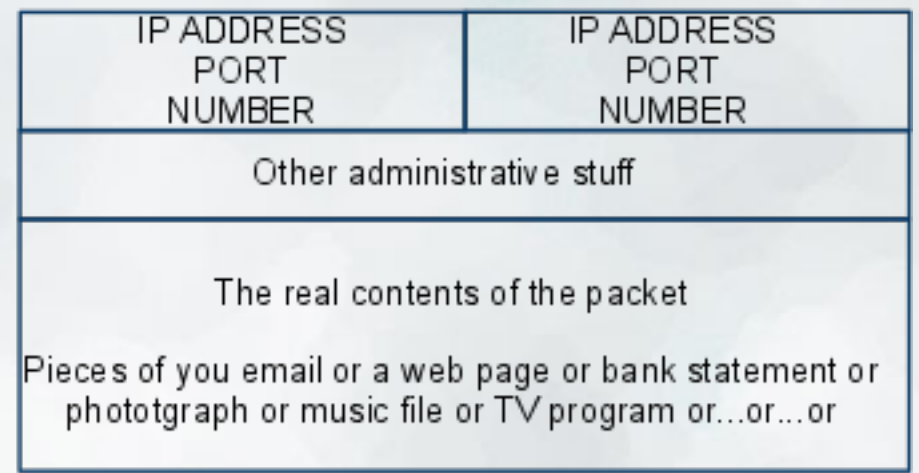 IP ADDRESS
PORT
NUMBER
IP ADDRESS
PORT
NUMBER
Other administrative stuff
The real contents of the packet
Pieces of you email or a web page or bank statement or
phototgraph or music file or TV program or...or...or